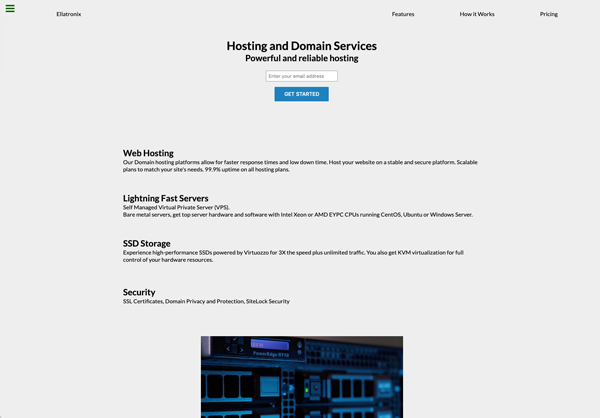 Ellatronix
Features
How it Works
Pricing
Hosting and Domain Services
Powerful and reliable hosting
Enter your email address
GET STARTED
Web Hosting
Our Domain hosting platforms allow for faster response times and low down time. Host your website on a stable and secure platform. Scalable
plans to match your site's needs. 99.9% uptime on all hosting plans.
Lightning Fast Servers
Self Managed Virtual Private Server (VPS).
Bare metal servers, get top server hardware and software with Intel Xeon or AMD EYPC CPUs running CentOS, Ubuntu or Windows Server.
SSD Storage
Experience high-performance SSDs powered by Virtuozzo for 3X the speed plus unlimited traffic. You also get KVM virtualization for full
control of your hardware resources.
Security
SSL Certificates, Domain Privacy and Protection, SiteLock Security
PowerEdge R710